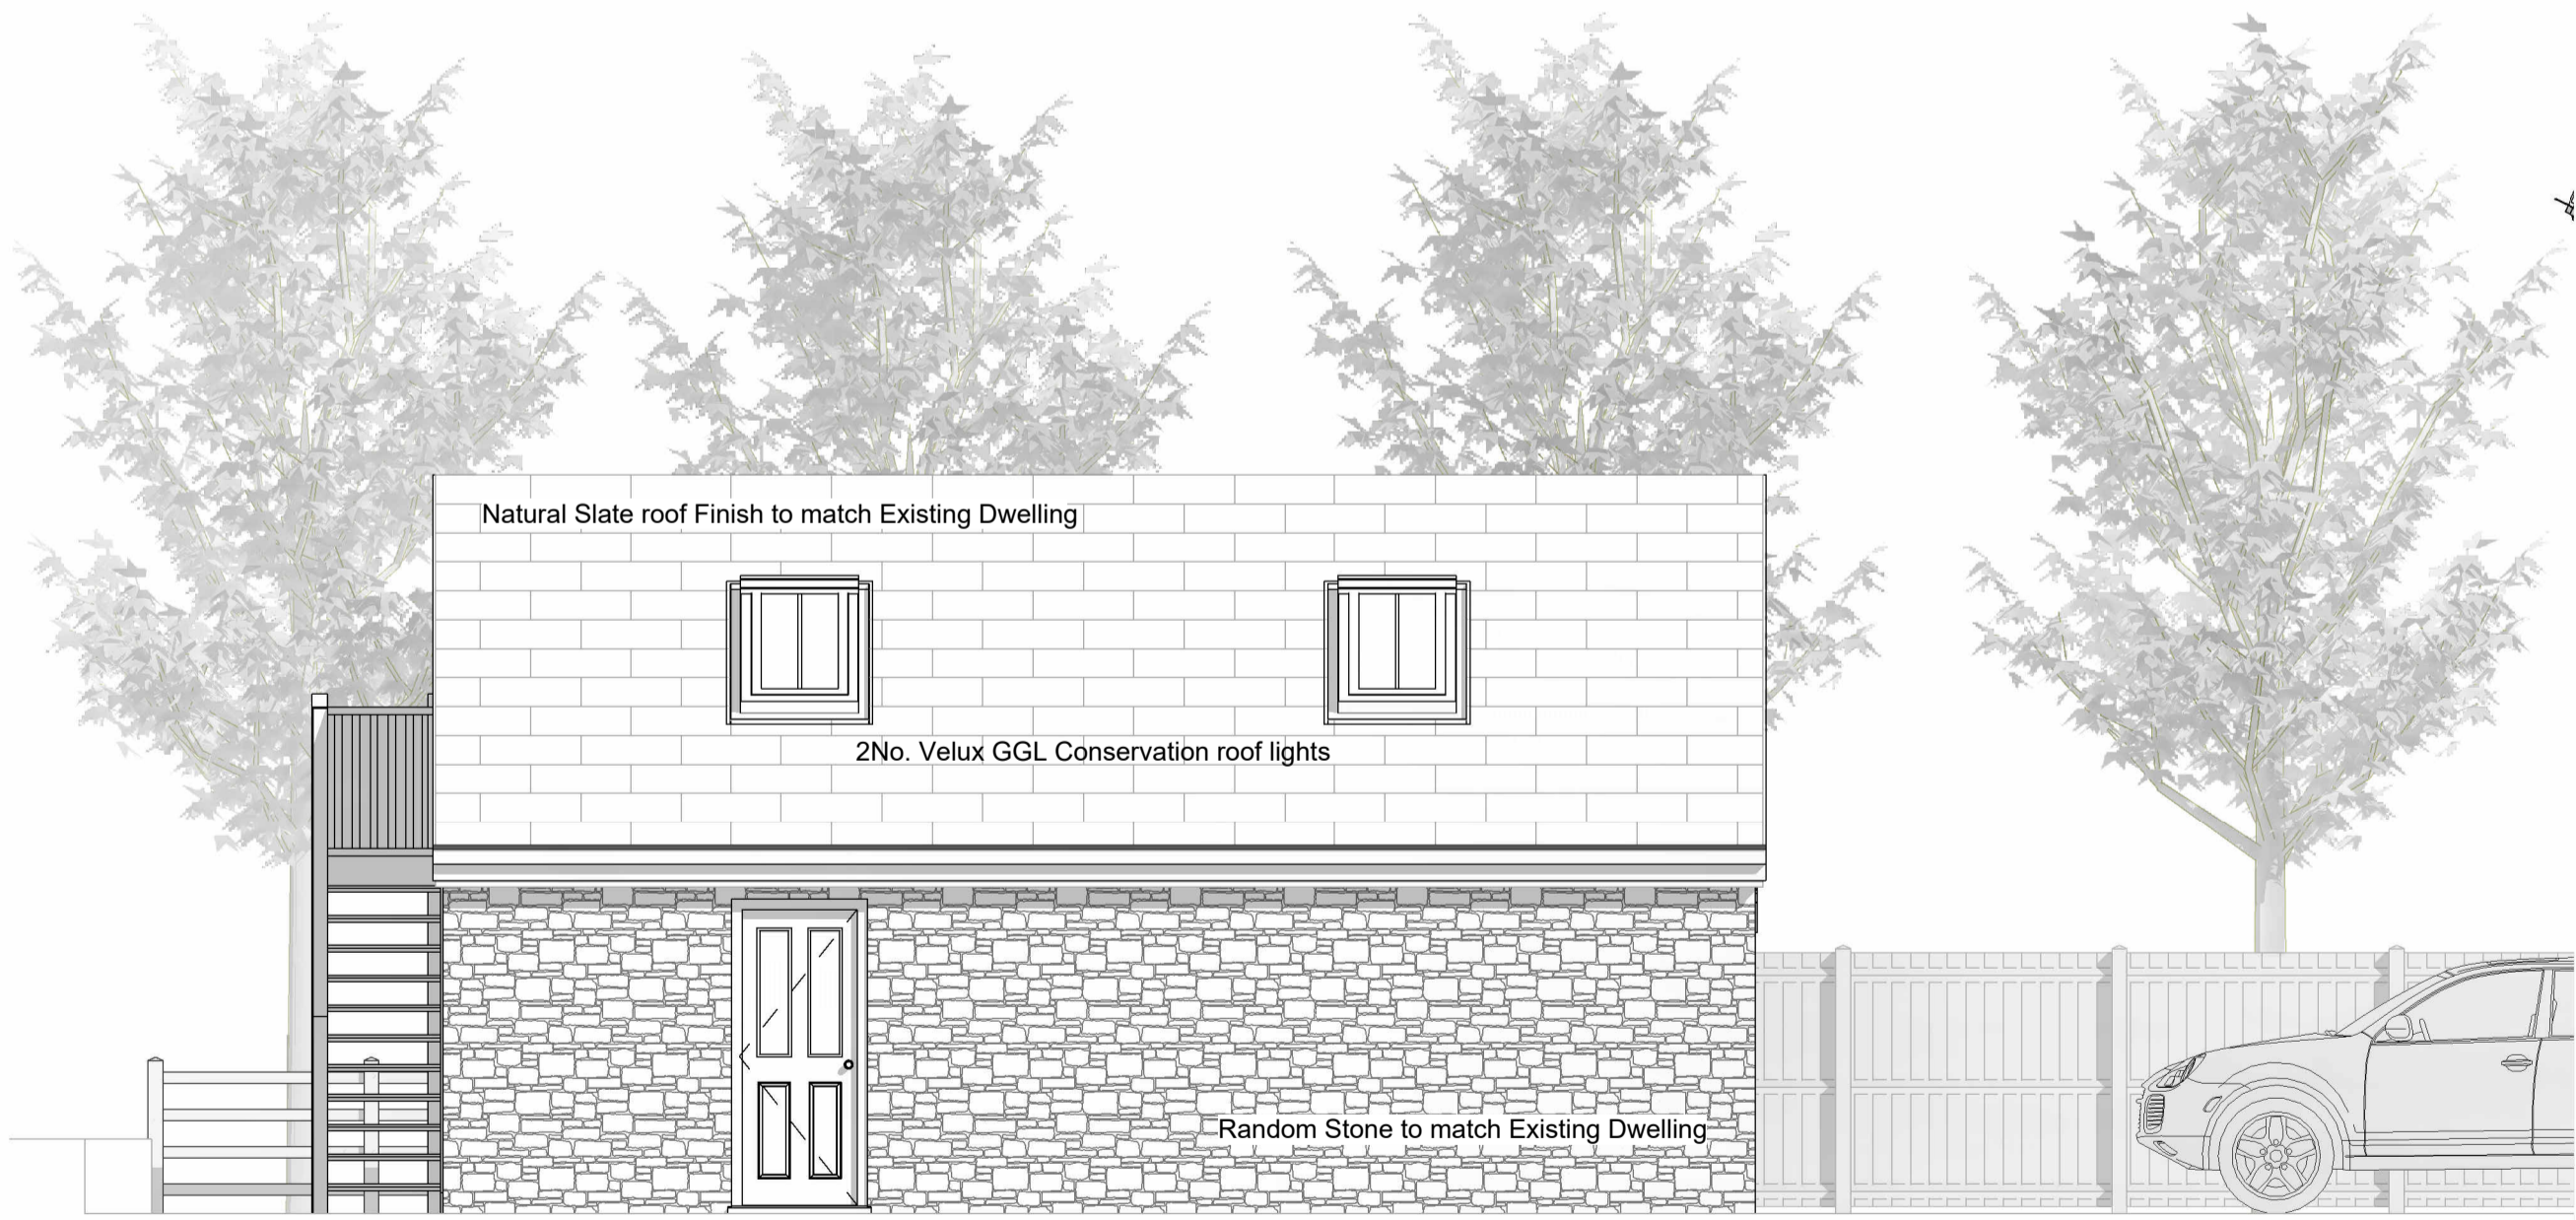 Natural Slate roof Finish to match Existing Dwelling
2No. Velux GGL Conservation roof lights
Random Stone to match Existing Dwelling